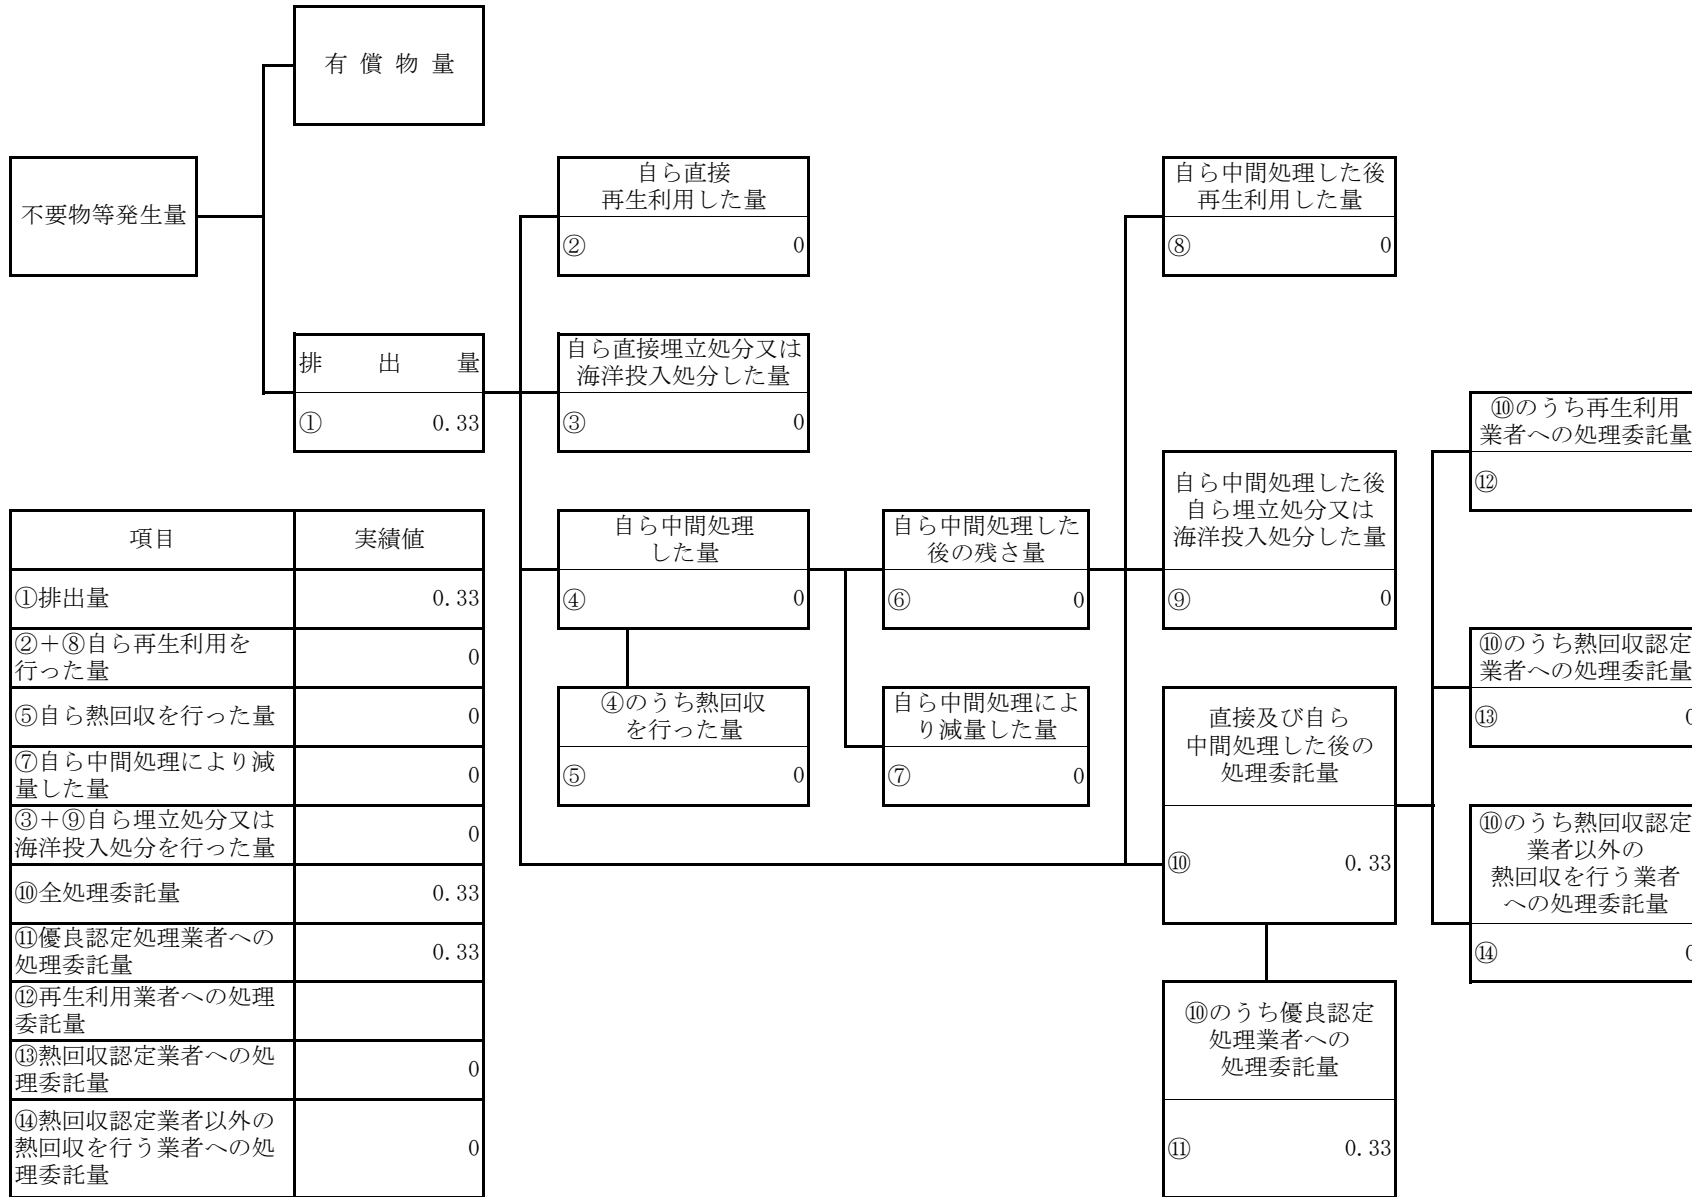 有償物量
不要物等発生量
自ら直接
再生利用した量
② 0
自ら中間処理した後
再生利用した量
⑧ 0
排出量
① 0.33
自ら直接埋立処分又は
海洋投入処分した量
③ 0
⑩のうち再生利用
業者への処理委託量
⑫
自ら中間処理した後
自ら埋立処分又は
海洋投入処分した量
⑨ 0
自ら中間処理
した量
④ 0
自ら中間処理した
後の残さ量
⑥ 0
⑩のうち熱回収認定
業者への処理委託量
⑬ 0
④のうち熱回収
を行った量
⑤ 0
自ら中間処理によ
り減量した量
⑦ 0
直接及び自ら
中間処理した後の
処理委託量
⑩ 0.33
⑩のうち熱回収認定
業者以外の
熱回収を行う業者
への処理委託量
⑭ 0
⑩のうち優良認定
処理業者への
処理委託量
⑪ 0.33
項目 実績値
①排出量 0.33
②＋⑧自ら再生利用を
行った量 0
⑤自ら熱回収を行った量 0
⑦自ら中間処理により減
量した量 0
③＋⑨自ら埋立処分又は
海洋投入処分を行った量 0
⑩全処理委託量 0.33
⑪優良認定処理業者への
処理委託量 0.33
⑫再生利用業者への処理
委託量
⑬熱回収認定業者への処
理委託量 0
⑭熱回収認定業者以外の
熱回収を行う業者への処
理委託量 0